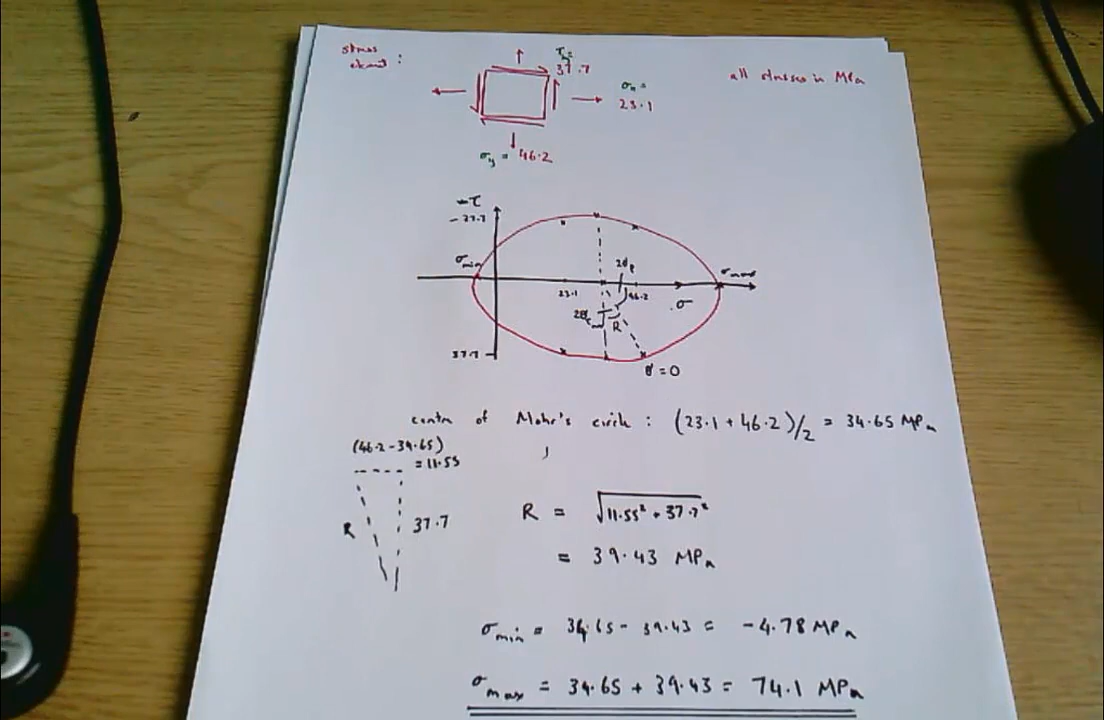 stress
element :
τxy =
37.7
all stresses in MPa
σx =
23.1
σy = 46.2
-τ
-37.7
σmin
2θp
σmax
23.1
46.2
σ
2θτmax
R
37.7
θ = 0
centre of Mohr's circle : (23.1 + 46.2)/2 = 34.65 MPa
(46.2-34.65)
= 11.55
R
37.7
R = √11.55² + 37.7²
= 39.43 MPa
σmin = 34.65 - 39.43 = -4.78 MPa
σmax = 34.65 + 39.43 = 74.1 MPa